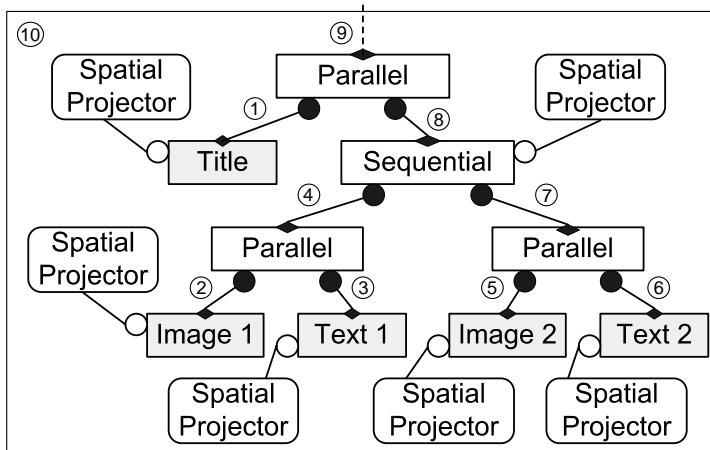 ⑩
⑨
Spatial
Projector
Parallel
Spatial
Projector
①
⑧
Title
Sequential
④
⑦
Spatial
Projector
Parallel
Parallel
②
③
⑤
⑥
Image 1
Text 1
Image 2
Text 2
Spatial
Projector
Spatial
Projector
Spatial
Projector